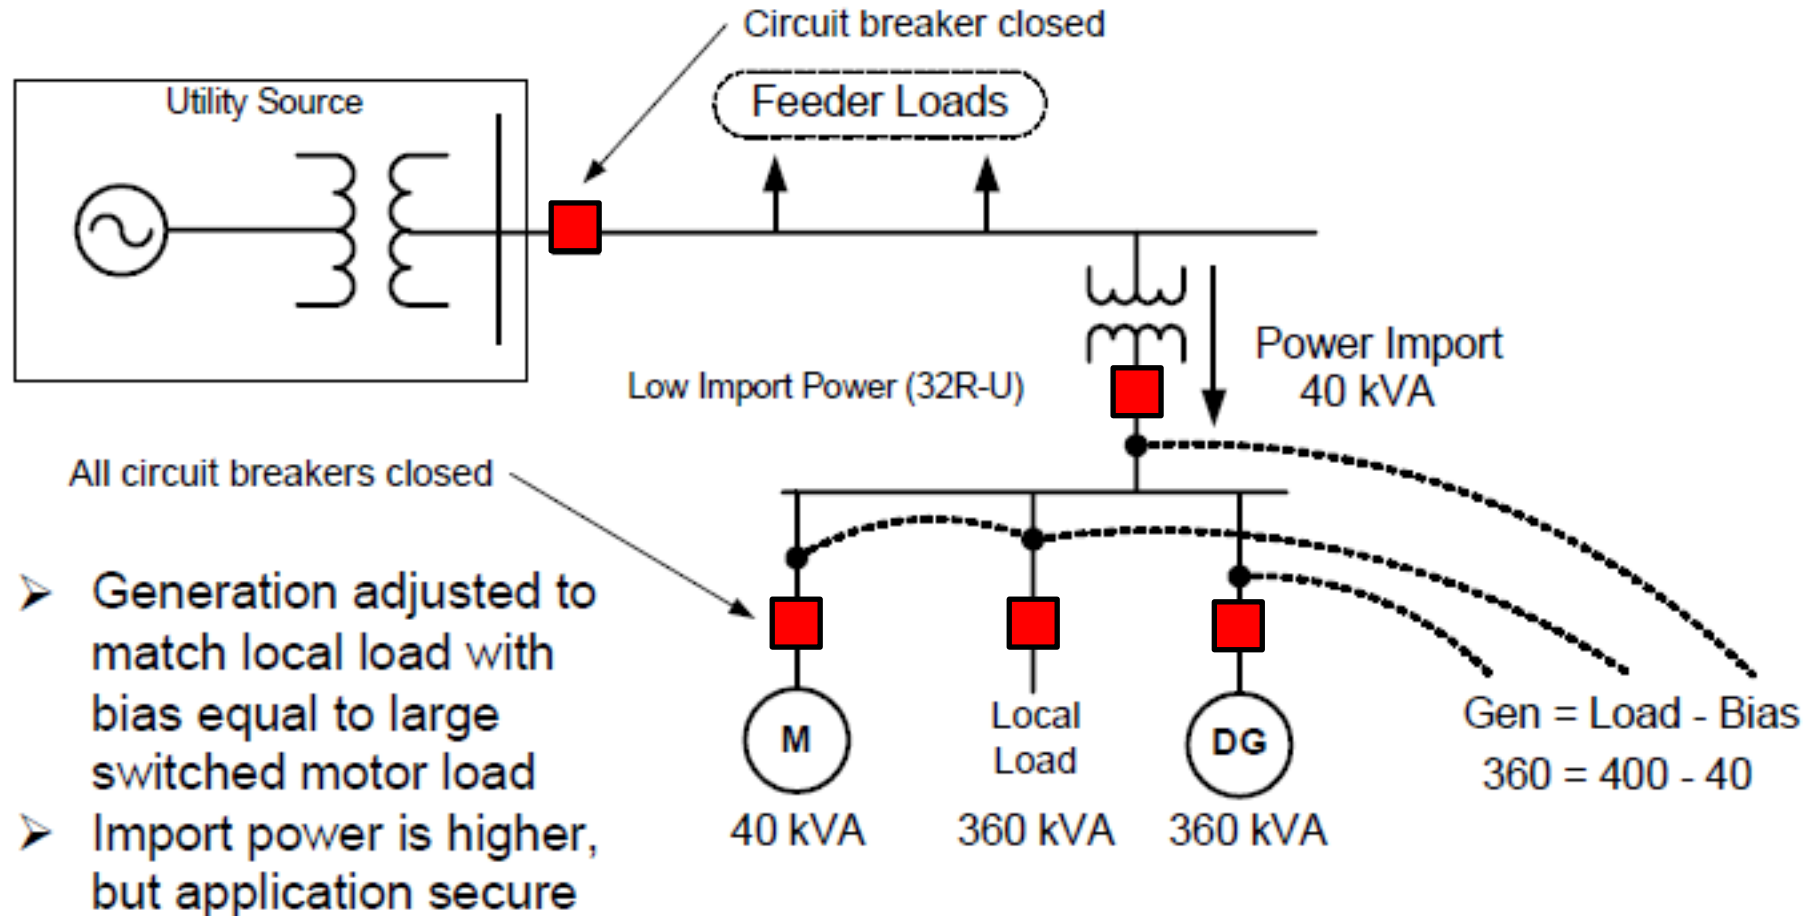 Circuit breaker closed
Utility Source
Feeder Loads
Power Import
40 kVA
Low Import Power (32R-U)
All circuit breakers closed
➢ Generation adjusted to
match local load with
bias equal to large
switched motor load
➢ Import power is higher,
but application secure
M
Local
Load
DG
40 kVA
360 kVA
360 kVA
Gen = Load - Bias
360 = 400 - 40